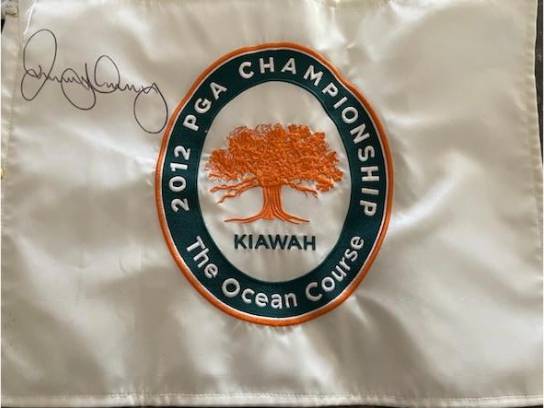 2012 PGA CHAMPIONSHIP
KIAWAH
The Ocean Course